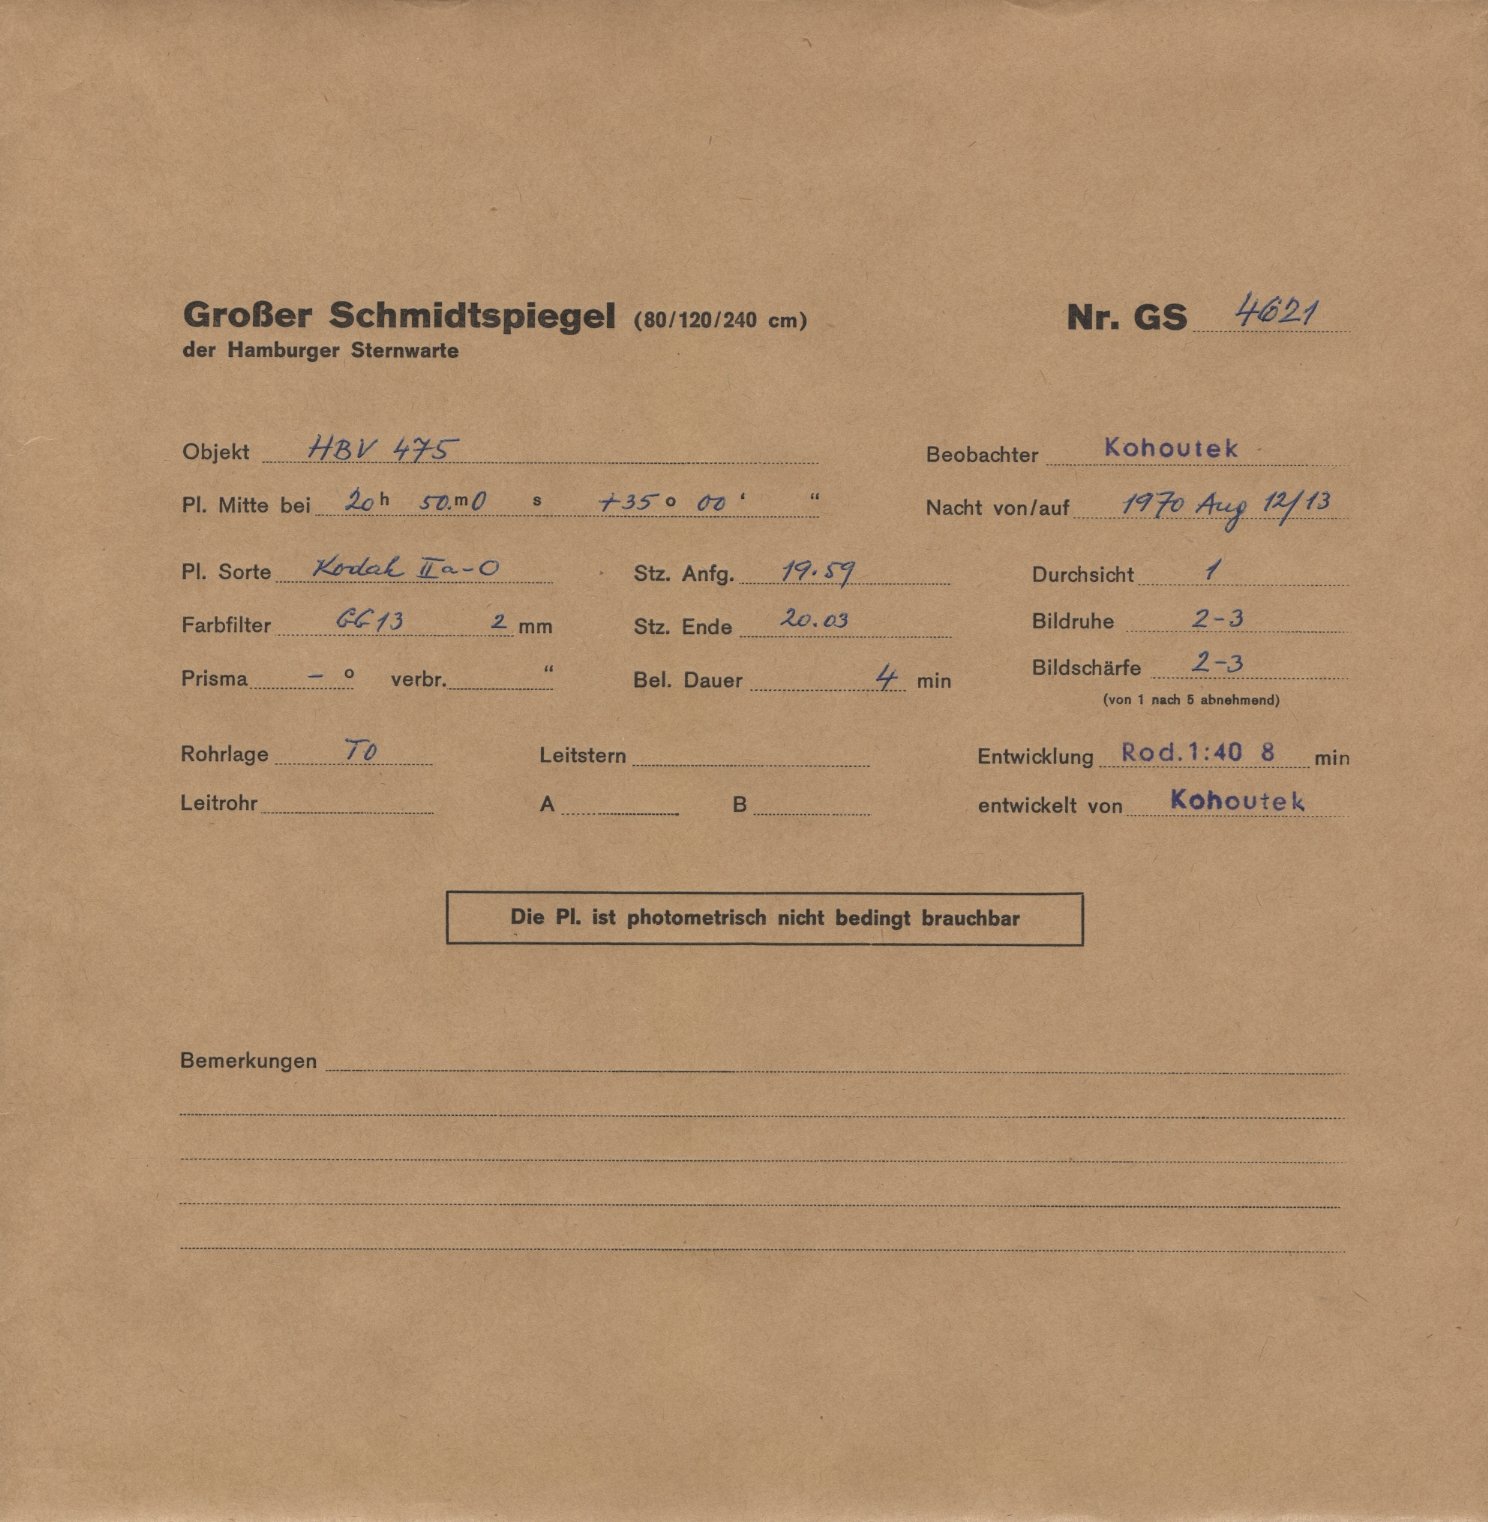 Großer Schmidtspiegel (80/120/240 cm) Nr. GS 4621
der Hamburger Sternwarte
Objekt HBV 475 Beobachter Kohoutek
Pl. Mitte bei 20 h 50. m 0 s +35 o 00 ‘ “ Nacht von/auf 1970 Aug 12/13
Pl. Sorte Kodak IIa-O Stz. Anfg. 19.59 Durchsicht 1
Farbfilter GG13 2 mm Stz. Ende 20.03 Bildruhe 2-3
Prisma - o verbr. “ Bel. Dauer 4 min Bildschärfe 2-3
(von 1 nach 5 abnehmend)
Rohrlage T0 Leitstern Entwicklung Rod.1:40 8 min
Leitrohr A B entwickelt von Kohoutek
Die Pl. ist photometrisch nicht bedingt brauchbar
Bemerkungen